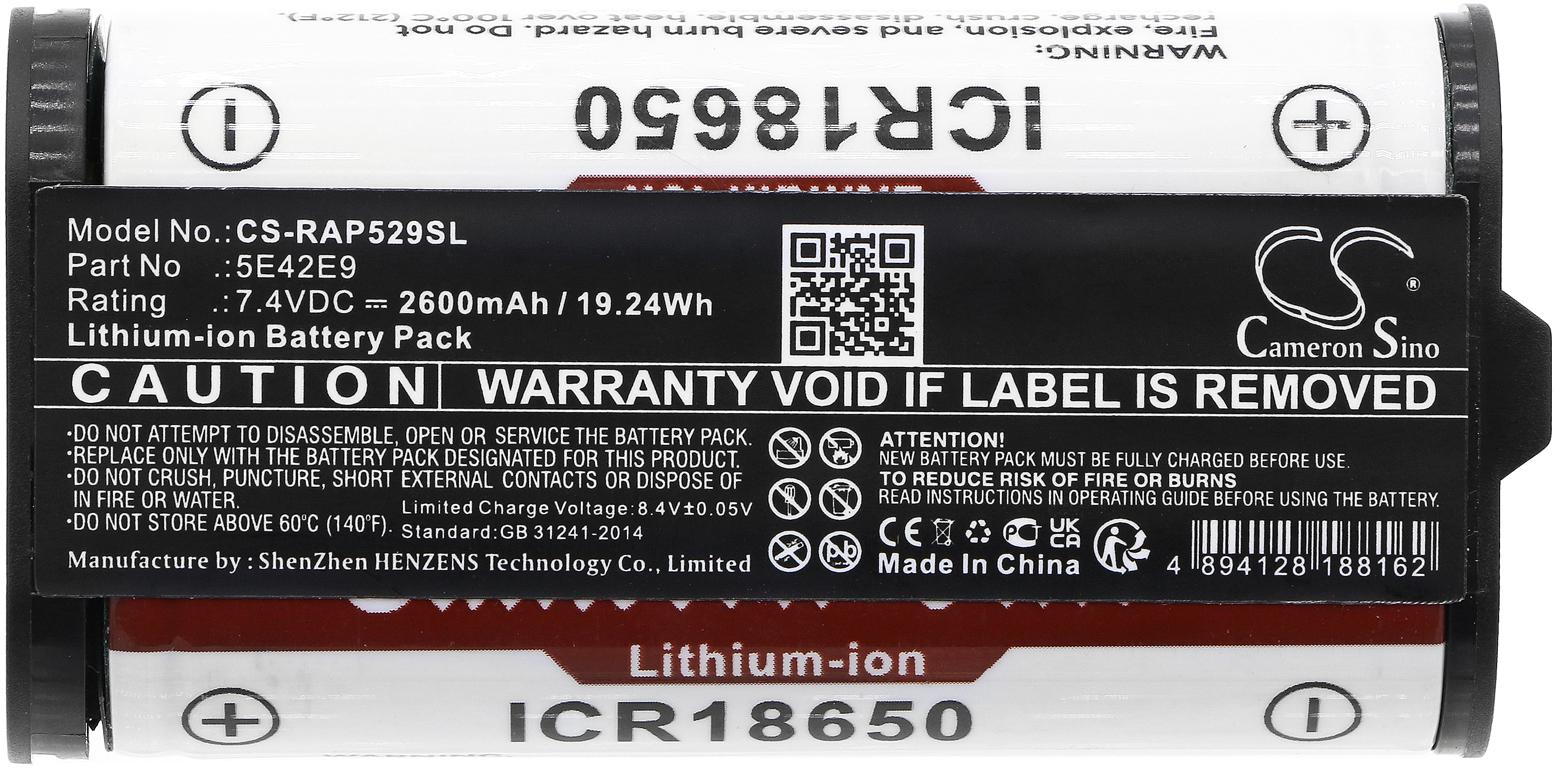 recharge, crush, disassemble, heat over 100°C (212°F),
Fire, explosion, and severe burn hazard. Do not
WARNING:
ICR18650
Model No.:CS-RAP529SL
Part No .:5E42E9
Rating .:7.4VDC ⎓ 2600mAh / 19.24Wh
Lithium-ion Battery Pack
CS ®
Cameron Sino
CAUTION WARRANTY VOID IF LABEL IS REMOVED
·DO NOT ATTEMPT TO DISASSEMBLE, OPEN OR SERVICE THE BATTERY PACK.
·REPLACE ONLY WITH THE BATTERY PACK DESIGNATED FOR THIS PRODUCT.
·DO NOT CRUSH, PUNCTURE, SHORT EXTERNAL CONTACTS OR DISPOSE OF
IN FIRE OR WATER.
·DO NOT STORE ABOVE 60°C (140°F).
Limited Charge Voltage:8.4V±0.05V
Standard:GB 31241-2014
Manufacture by : ShenZhen HENZENS Technology Co., Limited
Pb
ATTENTION!
NEW BATTERY PACK MUST BE FULLY CHARGED BEFORE USE.
TO REDUCE RISK OF FIRE OR BURNS
READ INSTRUCTIONS IN OPERATING GUIDE BEFORE USING THE BATTERY.
CE PCT UK CA
Made In China
4 894128 188162
Lithium-ion
ICR18650